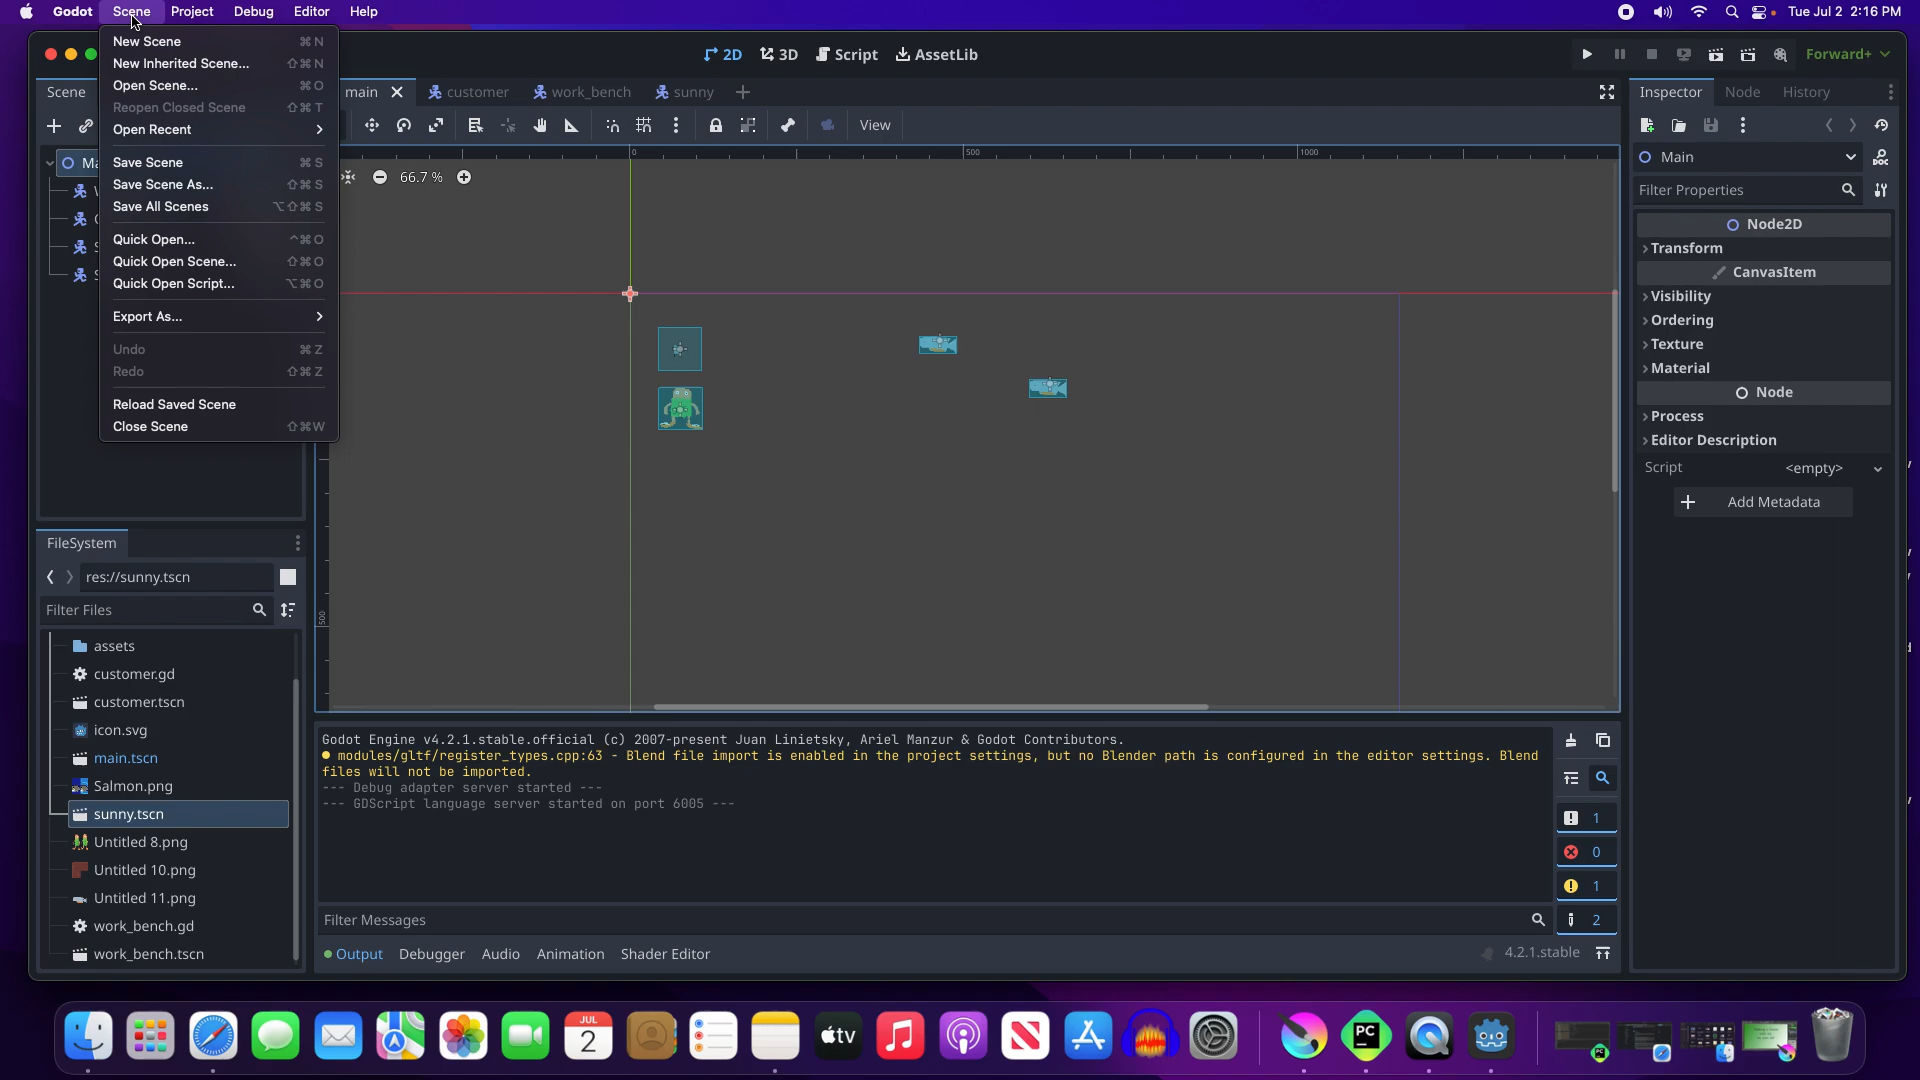 Godot Scene Project Debug Editor Help Tue Jul 2 2:16 PM
New Scene ⌘ N
New Inherited Scene... ⇧⌘ N
Open Scene... ⌘ O
Reopen Closed Scene ⇧⌘ T
Open Recent
Save Scene ⌘ S
Save Scene As... ⇧⌘ S
Save All Scenes ⌥⇧⌘ S
Quick Open... ^⌘ O
Quick Open Scene... ⇧⌘ O
Quick Open Script... ⌥⌘ O
Export As...
Undo ⌘ Z
Redo ⇧⌘ Z
Reload Saved Scene
Close Scene ⇧⌘W
2D 3D Script AssetLib
Forward+
Scene
main customer work_bench sunny
View
0 500 1000
66.7 %
500
Inspector Node History
Main
Filter Properties
Node2D
Transform
CanvasItem
Visibility
Ordering
Texture
Material
Node
Process
Editor Description
Script <empty>
Add Metadata
FileSystem
res://sunny.tscn
Filter Files
assets
customer.gd
customer.tscn
icon.svg
main.tscn
Salmon.png
sunny.tscn
Untitled 8.png
Untitled 10.png
Untitled 11.png
work_bench.gd
work_bench.tscn
Godot Engine v4.2.1.stable.official (c) 2007-present Juan Linietsky, Ariel Manzur & Godot Contributors.
modules/gltf/register_types.cpp:63 - Blend file import is enabled in the project settings, but no Blender path is configured in the editor settings. Blend
files will not be imported.
--- Debug adapter server started ---
--- GDScript language server started on port 6005 ---
1
0
1
2
Filter Messages
Output Debugger Audio Animation Shader Editor
4.2.1.stable
JUL
2
tv
PC